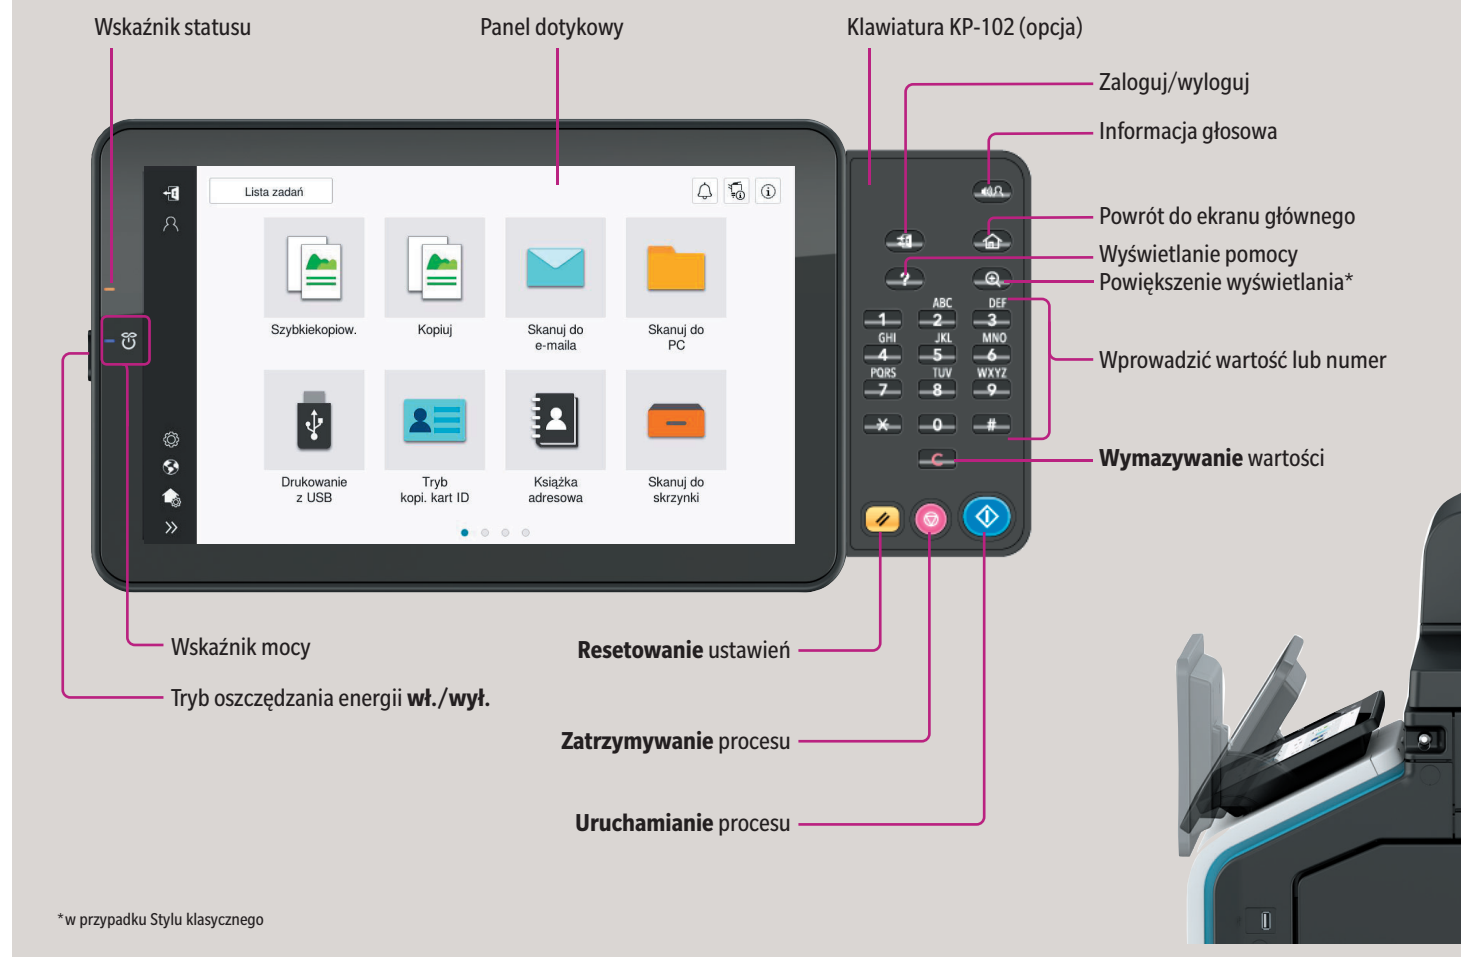 Wskaźnik statusu
Panel dotykowy
Klawiatura KP-102 (opcja)
Zaloguj/wyloguj
Informacja głosowa
Powrót do ekranu głównego
Wyświetlanie pomocy
Powiększenie wyświetlania*
Wprowadzić wartość lub numer
Wymazywanie wartości
Lista zadań
Szybkiekopiow.
Kopiuj
Skanuj do
e-maila
Skanuj do
PC
Drukowanie
z USB
Tryb
kopi. kart ID
Książka
adresowa
Skanuj do
skrzynki
?
ABC DEF
1 2 3
GHI JKL MNO
4 5 6
PQRS TUV WXYZ
7 8 9
* 0 #
C
Wskaźnik mocy
Tryb oszczędzania energii wł./wył.
Resetowanie ustawień
Zatrzymywanie procesu
Uruchamianie procesu
*w przypadku Stylu klasycznego